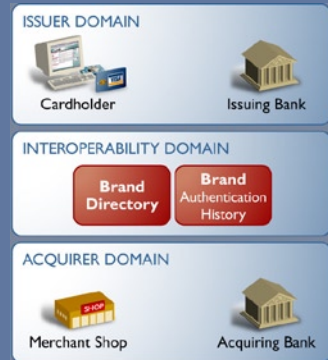 ISSUER DOMAIN
Cardholder
Issuing Bank
INTEROPERABILITY DOMAIN
Brand
Directory
Brand
Authentication
History
ACQUIRER DOMAIN
SHOP
Merchant Shop
Acquiring Bank